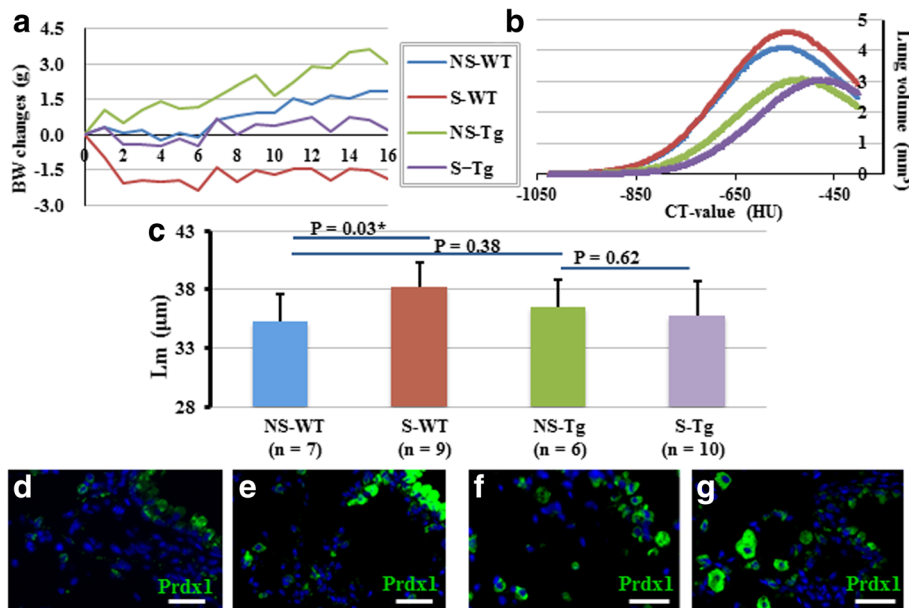 a
4.5
3.0
1.5
0.0
-1.5
-3.0
BW changes (g)
0 2 4 6 8 10 12 14 16
NS-WT
S-WT
NS-Tg
S-Tg
b
5
4
3
2
1
0
Lung volume (mm³)
-1050 -850 -650 -450
CT-value (HU)
c
43
38
33
28
Lm (μm)
P = 0.03*
P = 0.38
P = 0.62
NS-WT S-WT NS-Tg S-Tg
(n = 7) (n = 9) (n = 6) (n = 10)
d e f g
Prdx1 Prdx1 Prdx1 Prdx1